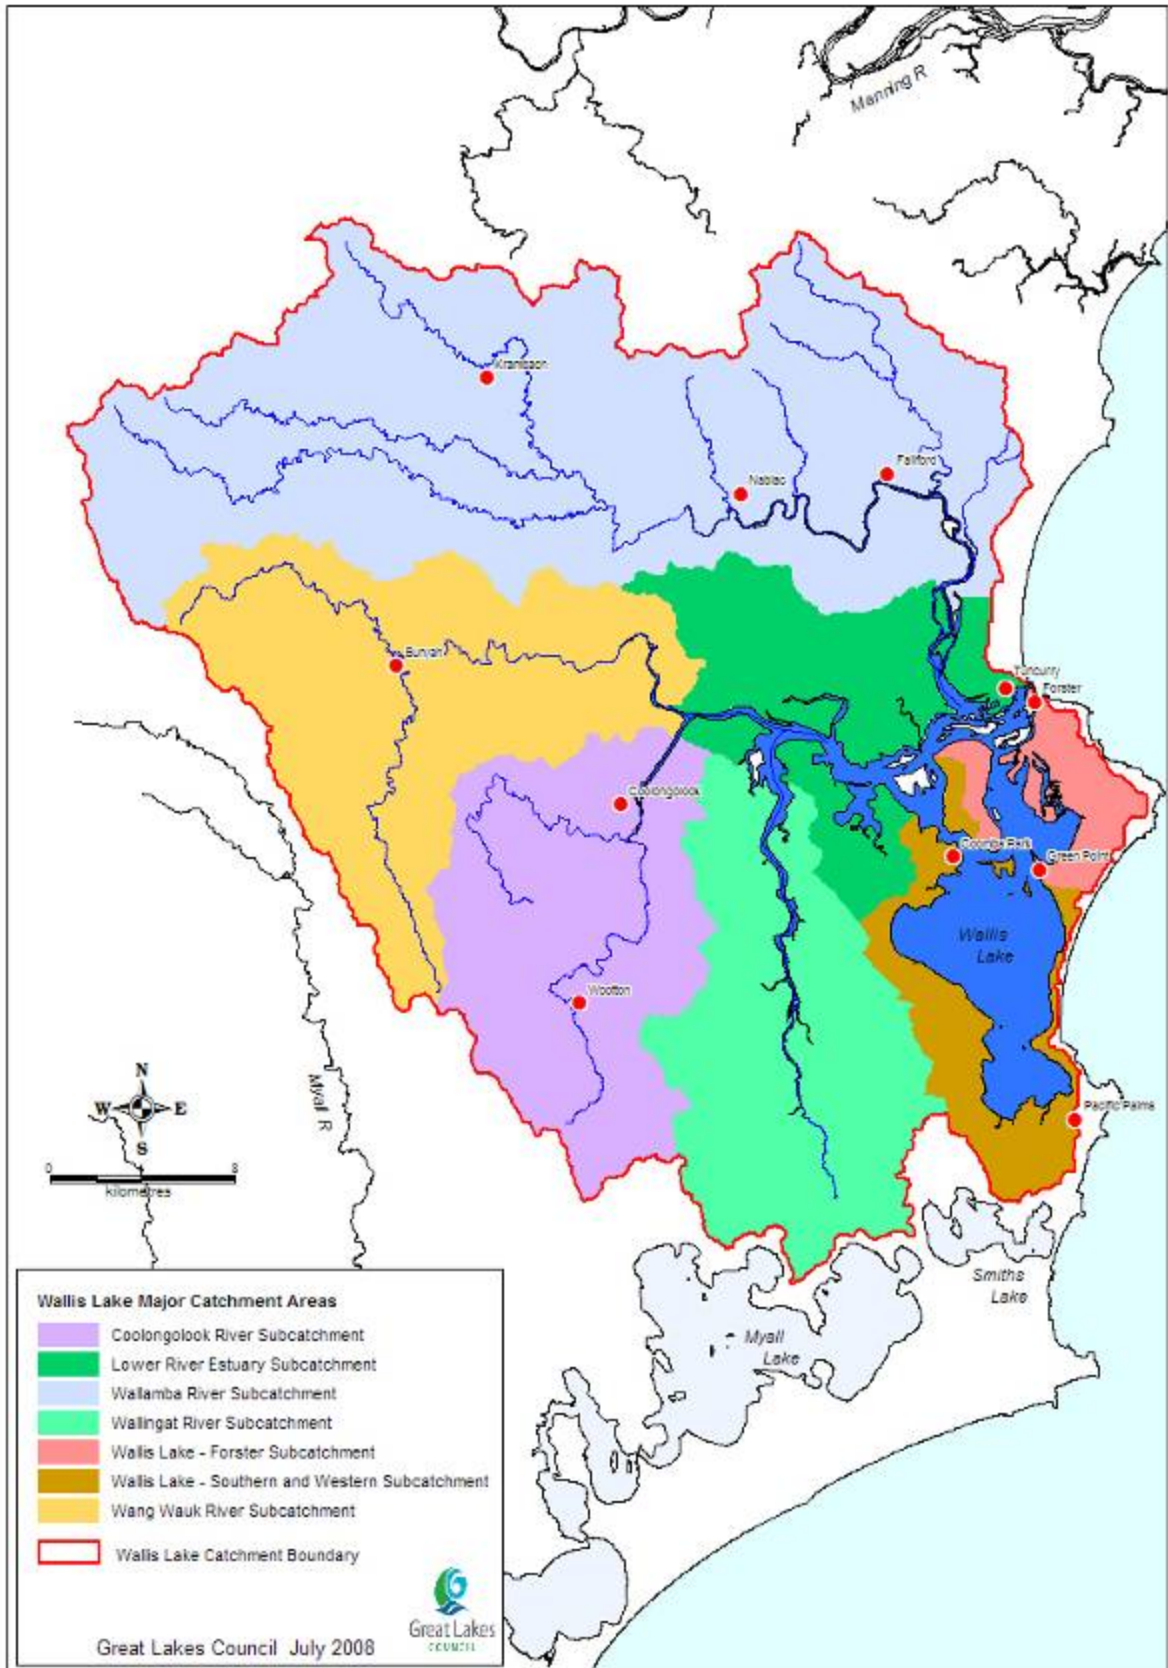 Manning R
Krambach
Failford
Nabiac
Bunyah
Tuncurry
Forster
Coolongolook
Coomba Park
Green Point
Wallis
Lake
Wootton
N
W
E
S
Myall R
Pacific Palms
0
8
kilometres
Smiths
Lake
Myall
Lake
Wallis Lake Major Catchment Areas
Coolongolook River Subcatchment
Lower River Estuary Subcatchment
Wallamba River Subcatchment
Wallingat River Subcatchment
Wallis Lake - Forster Subcatchment
Wallis Lake - Southern and Western Subcatchment
Wang Wauk River Subcatchment
Wallis Lake Catchment Boundary
Great Lakes
COUNCIL
Great Lakes Council July 2008